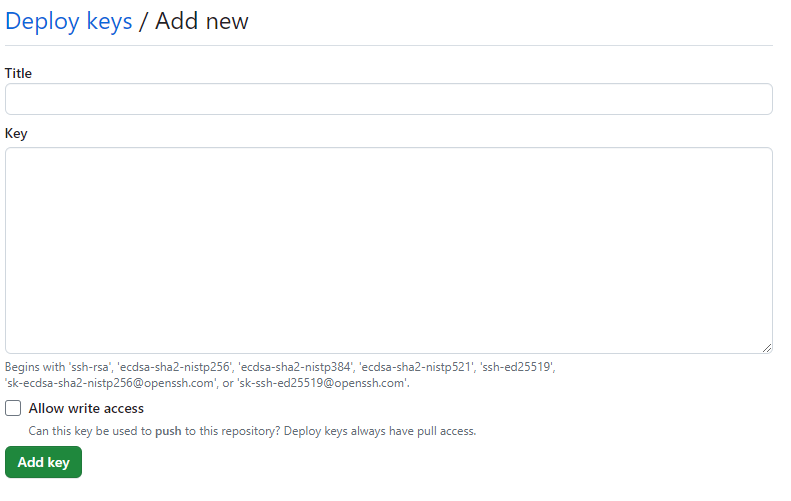 Deploy keys / Add new
Title
Key
Begins with 'ssh-rsa', 'ecdsa-sha2-nistp256', 'ecdsa-sha2-nistp384', 'ecdsa-sha2-nistp521', 'ssh-ed25519',
'sk-ecdsa-sha2-nistp256@openssh.com', or 'sk-ssh-ed25519@openssh.com'.
Allow write access
Can this key be used to push to this repository? Deploy keys always have pull access.
Add key